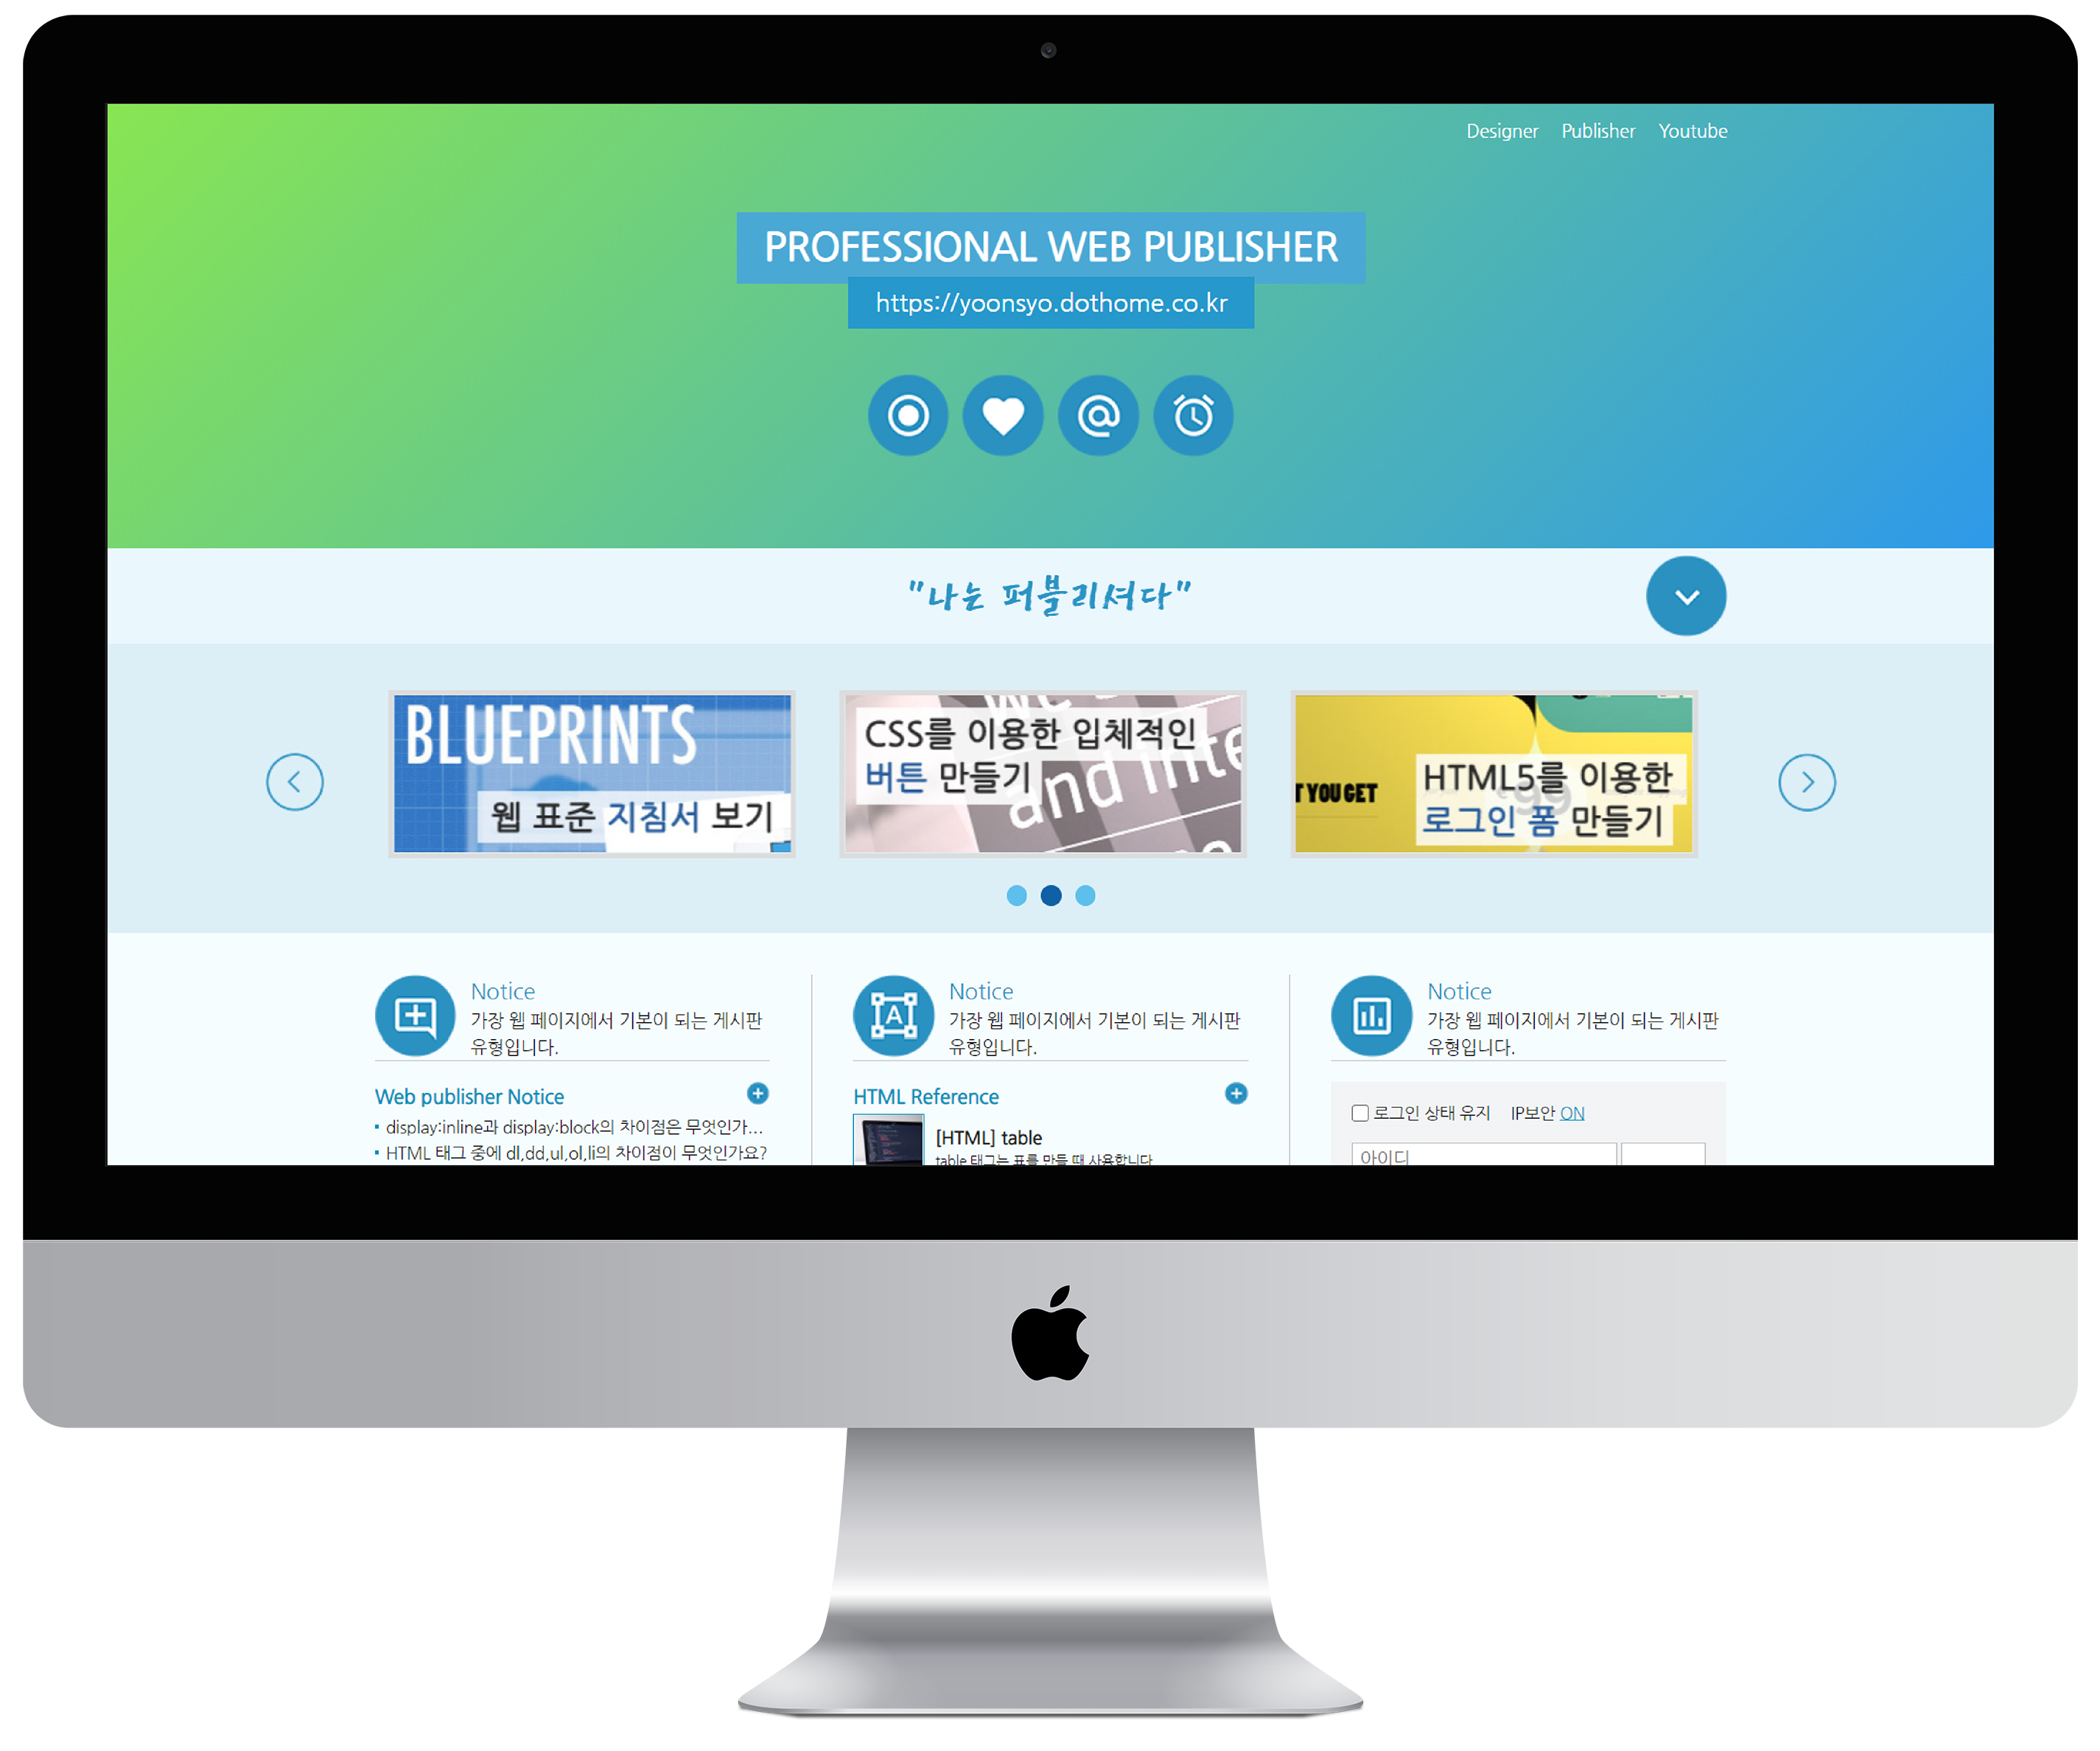 Designer Publisher Youtube
PROFESSIONAL WEB PUBLISHER
https://yoonsyo.dothome.co.kr
"나는 퍼블리셔다"
BLUEPRINTS
웹 표준 지침서 보기
CSS를 이용한 입체적인
버튼 만들기
and inte
T YOU GET
HTML5를 이용한
로그인 폼 만들기
Notice
가장 웹 페이지에서 기본이 되는 게시판
유형입니다.
Web publisher Notice
display:inline과 display:block의 차이점은 무엇인가...
HTML 태그 중에 dl,dd,ul,ol,li의 차이점이 무엇인가요?
Notice
가장 웹 페이지에서 기본이 되는 게시판
유형입니다.
HTML Reference
[HTML] table
table 태그는 표를 만들 때 사용합니다
Notice
가장 웹 페이지에서 기본이 되는 게시판
유형입니다.
로그인 상태 유지 IP보안 ON
아이디